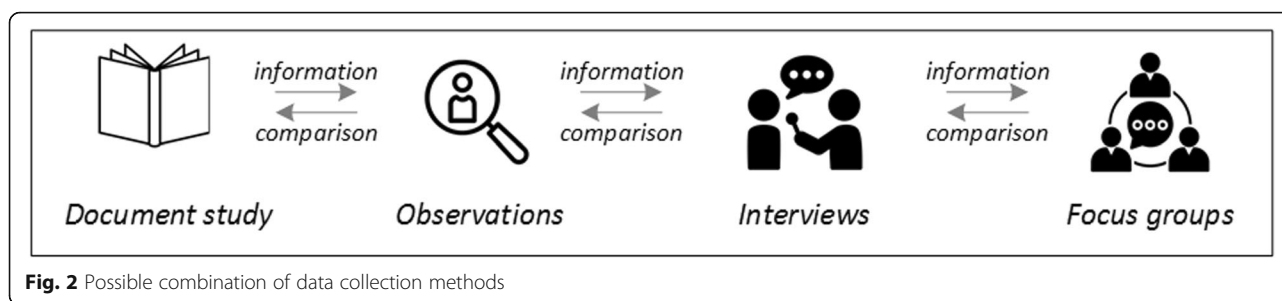 information information information
comparison comparison comparison
Document study Observations Interviews Focus groups
Fig. 2 Possible combination of data collection methods